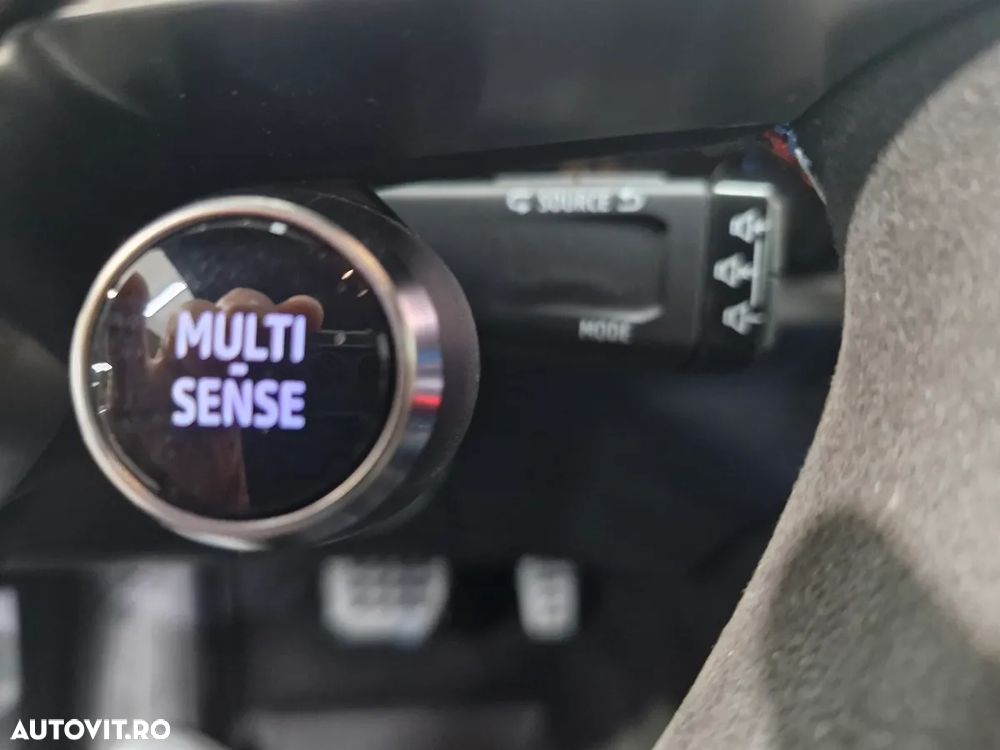 SOURCE
MULTI
-
SENSE
MODE
AUTOVIT.RO